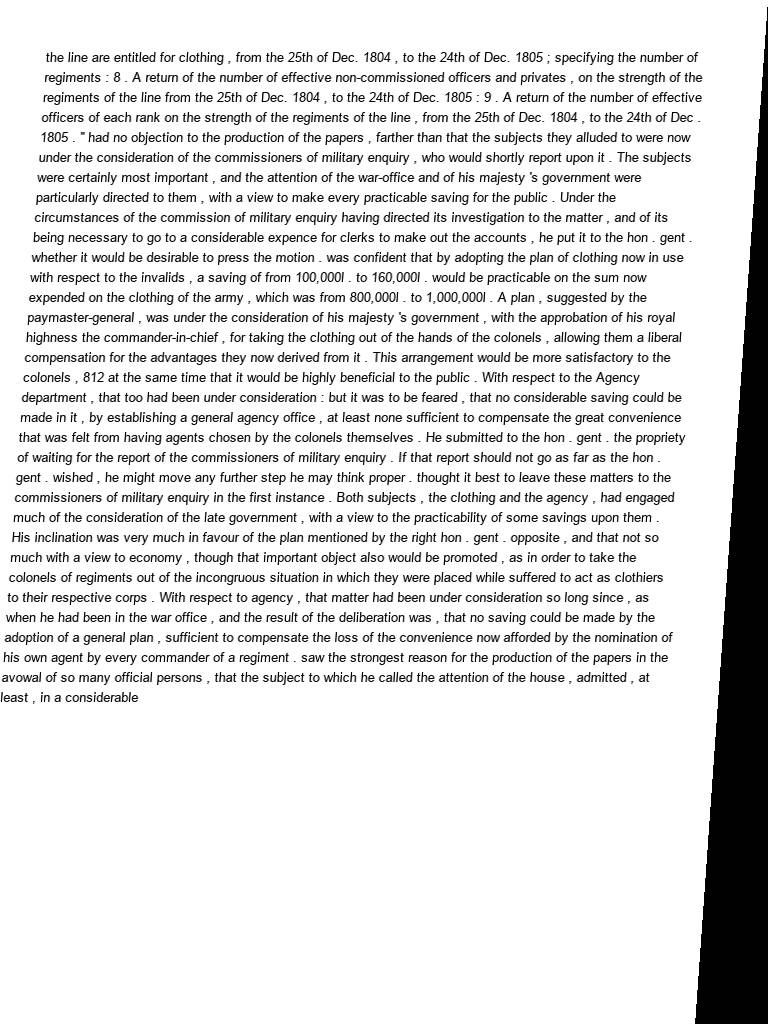 the line are entitled for clothing , from the 25th of Dec. 1804 , to the 24th of Dec. 1805 ; specifying the number of
regiments : 8 . A return of the number of effective non-commissioned officers and privates , on the strength of the
regiments of the line from the 25th of Dec. 1804 , to the 24th of Dec. 1805 : 9 . A return of the number of effective
officers of each rank on the strength of the regiments of the line , from the 25th of Dec. 1804 , to the 24th of Dec .
1805 . " had no objection to the production of the papers , farther than that the subjects they alluded to were now
under the consideration of the commissioners of military enquiry , who would shortly report upon it . The subjects
were certainly most important , and the attention of the war-office and of his majesty 's government were
particularly directed to them , with a view to make every practicable saving for the public . Under the
circumstances of the commission of military enquiry having directed its investigation to the matter , and of its
being necessary to go to a considerable expence for clerks to make out the accounts , he put it to the hon . gent .
whether it would be desirable to press the motion . was confident that by adopting the plan of clothing now in use
with respect to the invalids , a saving of from 100,000l . to 160,000l . would be practicable on the sum now
expended on the clothing of the army , which was from 800,000l . to 1,000,000l . A plan , suggested by the
paymaster-general , was under the consideration of his majesty 's government , with the approbation of his royal
highness the commander-in-chief , for taking the clothing out of the hands of the colonels , allowing them a liberal
compensation for the advantages they now derived from it . This arrangement would be more satisfactory to the
colonels , 812 at the same time that it would be highly beneficial to the public . With respect to the Agency
department , that too had been under consideration : but it was to be feared , that no considerable saving could be
made in it , by establishing a general agency office , at least none sufficient to compensate the great convenience
that was felt from having agents chosen by the colonels themselves . He submitted to the hon . gent . the propriety
of waiting for the report of the commissioners of military enquiry . If that report should not go as far as the hon .
gent . wished , he might move any further step he may think proper . thought it best to leave these matters to the
commissioners of military enquiry in the first instance . Both subjects , the clothing and the agency , had engaged
much of the consideration of the late government , with a view to the practicability of some savings upon them .
His inclination was very much in favour of the plan mentioned by the right hon . gent . opposite , and that not so
much with a view to economy , though that important object also would be promoted , as in order to take the
colonels of regiments out of the incongruous situation in which they were placed while suffered to act as clothiers
to their respective corps . With respect to agency , that matter had been under consideration so long since , as
when he had been in the war office , and the result of the deliberation was , that no saving could be made by the
adoption of a general plan , sufficient to compensate the loss of the convenience now afforded by the nomination of
his own agent by every commander of a regiment . saw the strongest reason for the production of the papers in the
avowal of so many official persons , that the subject to which he called the attention of the house , admitted , at
least , in a considerable